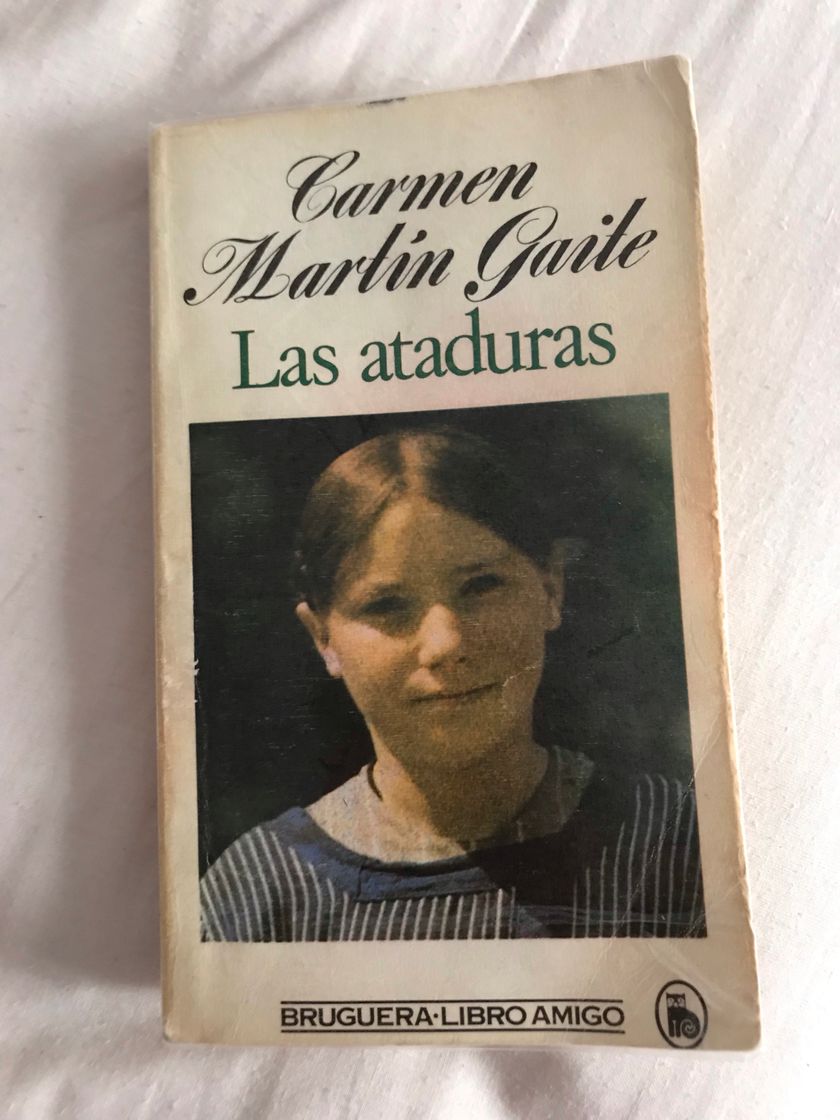 Carmen
Martín Gaite
Las ataduras
BRUGUERA·LIBRO AMIGO